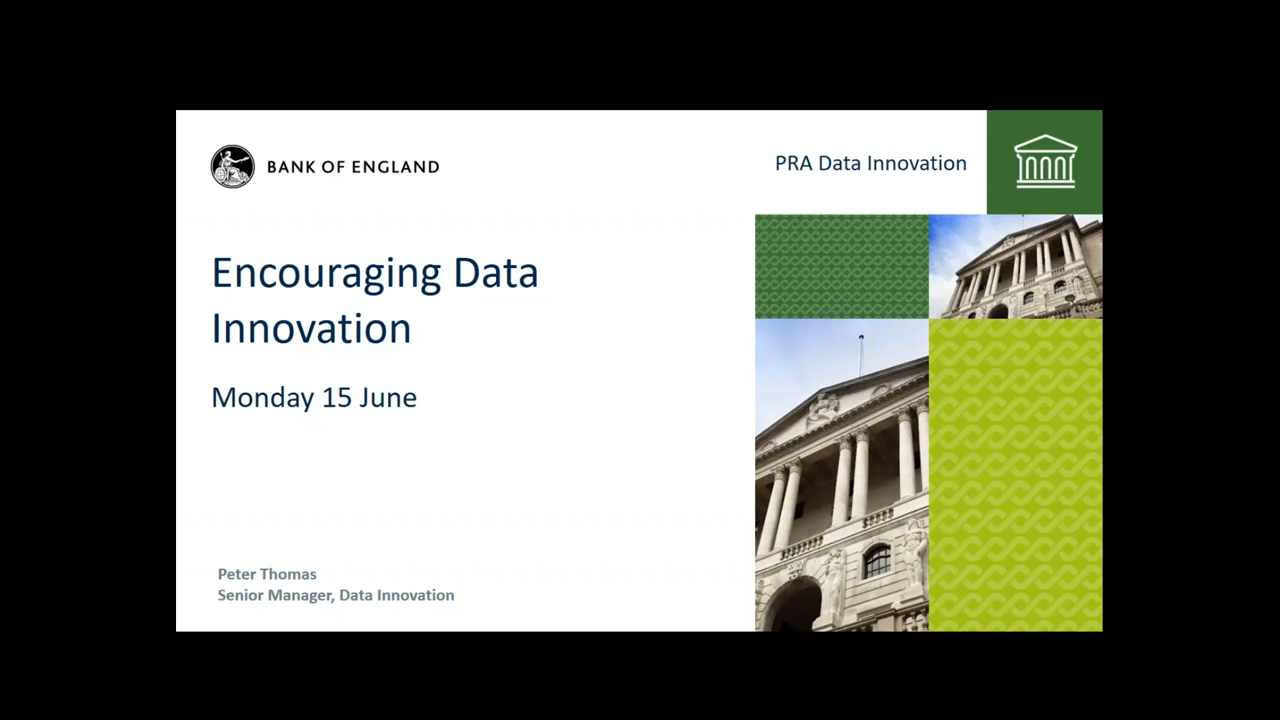 BANK OF ENGLAND
PRA Data Innovation
Encouraging Data
Innovation
Monday 15 June
Peter Thomas
Senior Manager, Data Innovation